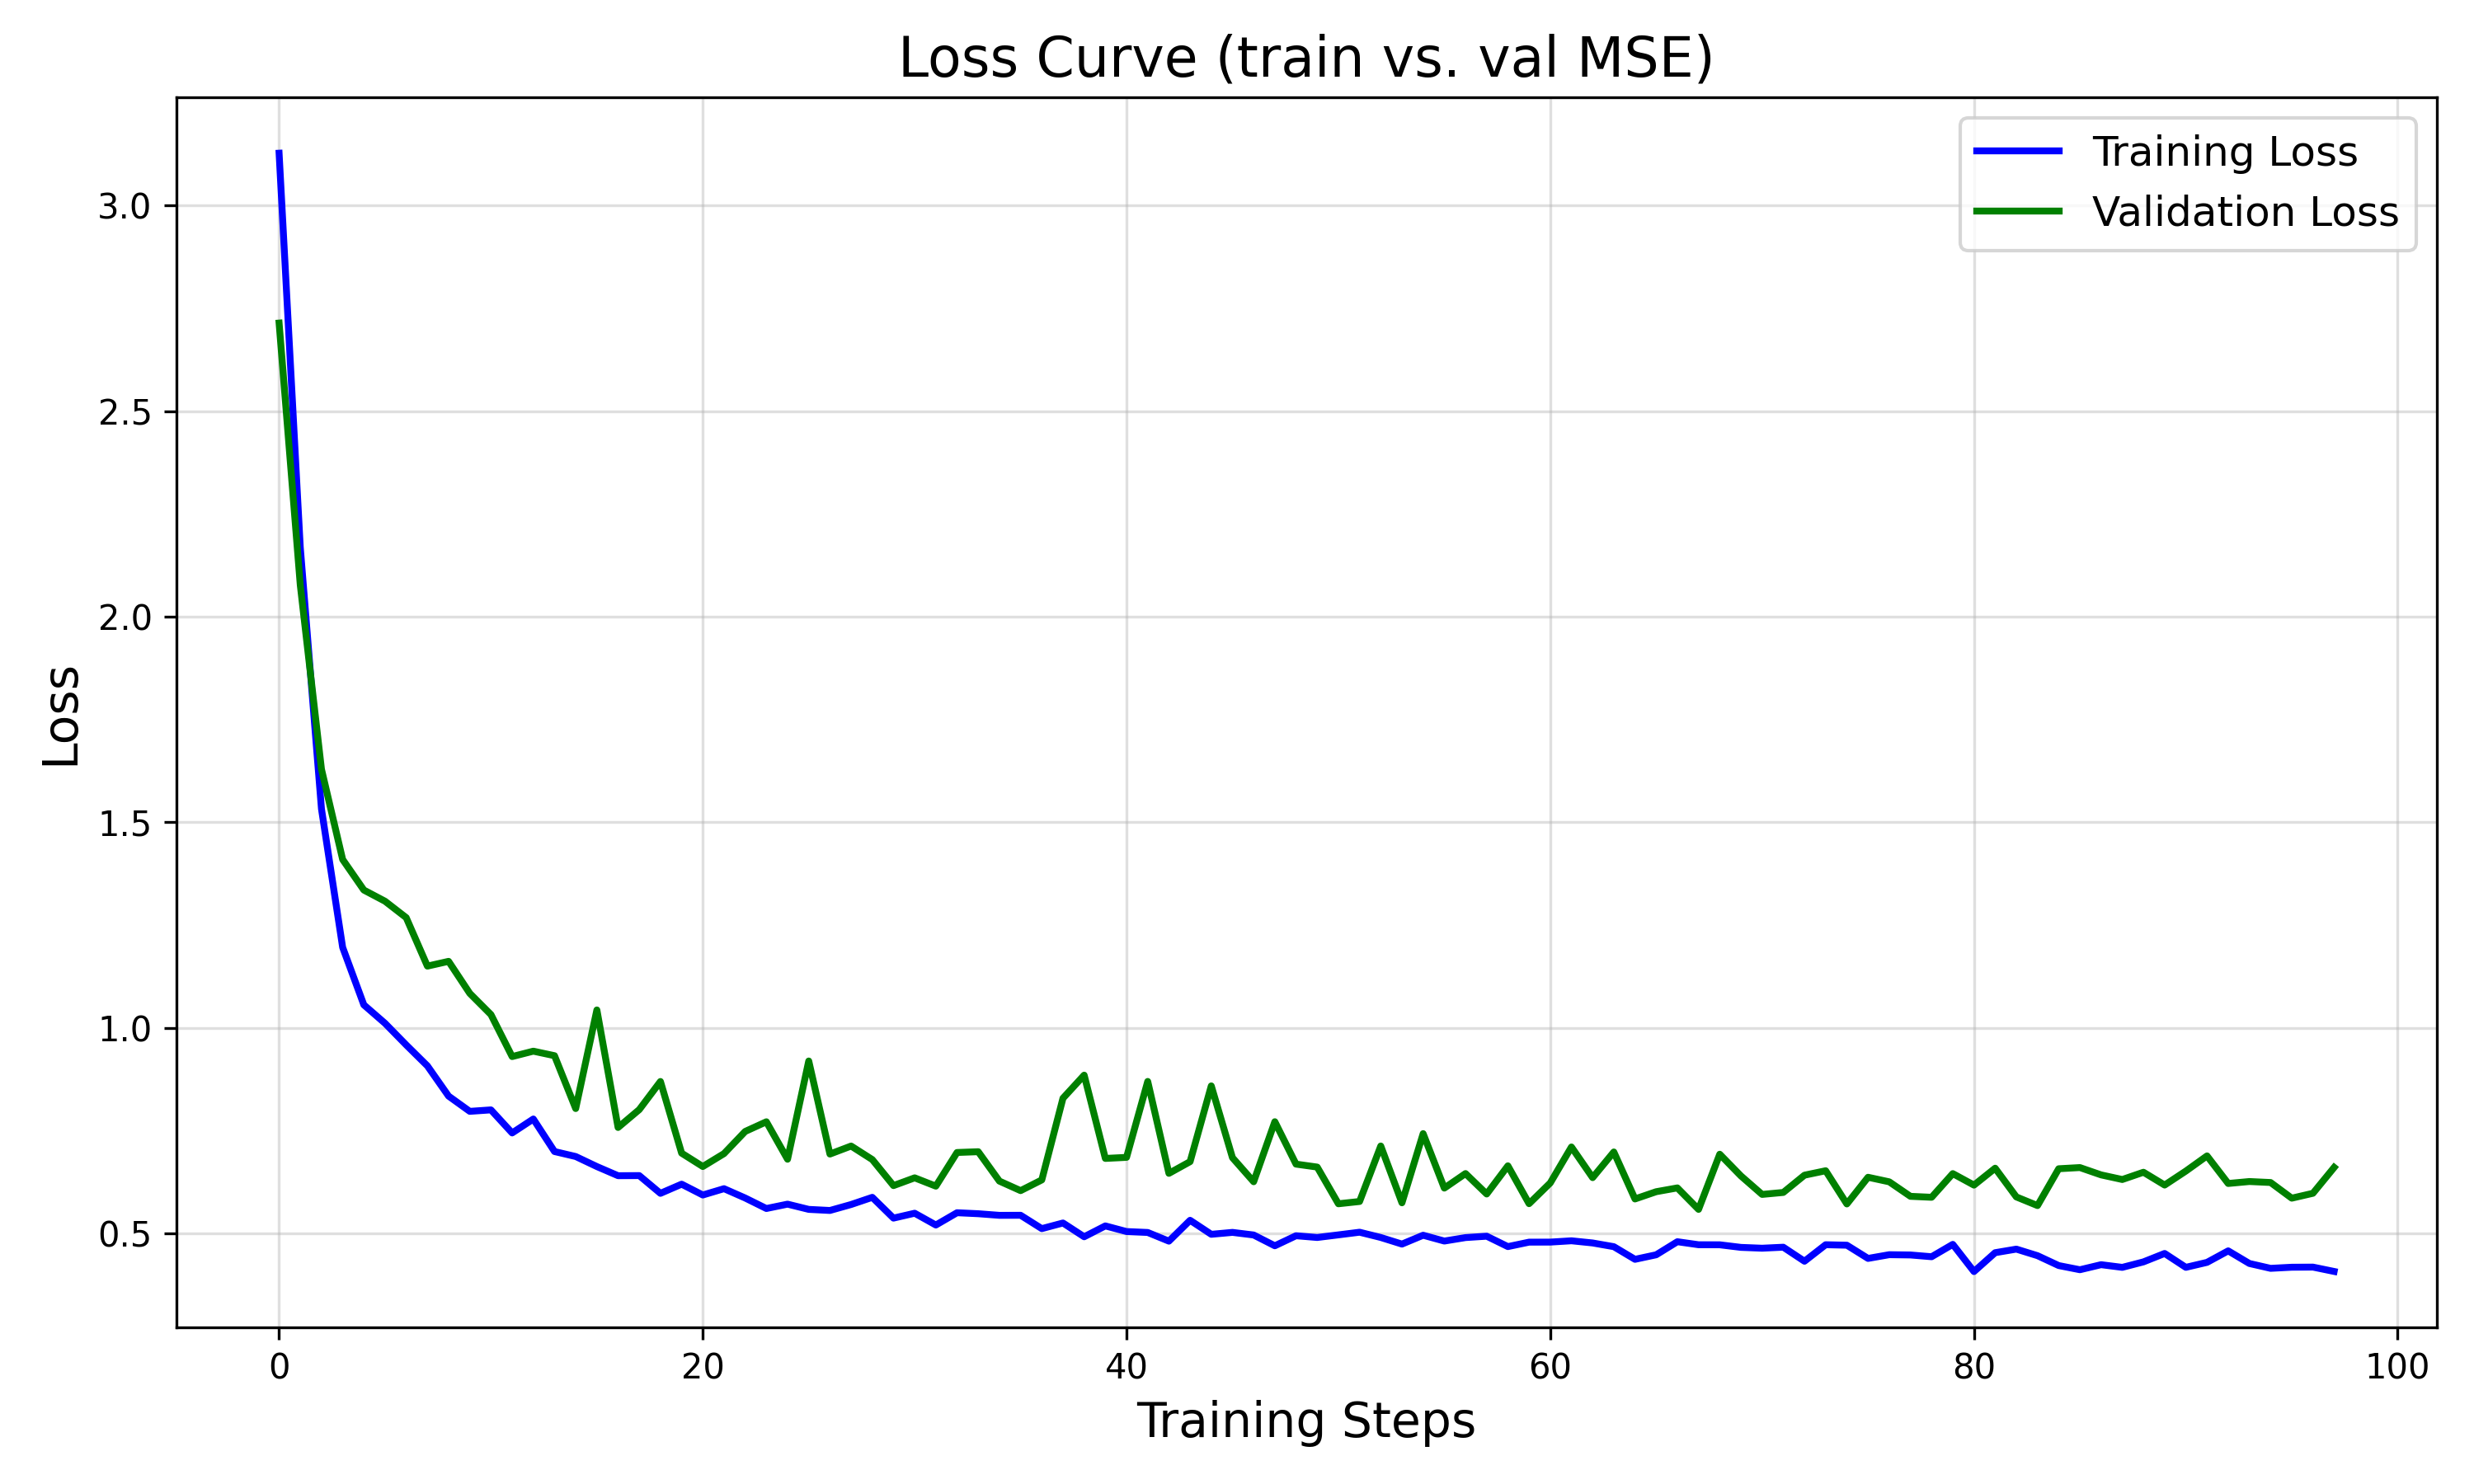 Loss Curve (train vs. val MSE)
Training Loss
Validation Loss
3.0
2.5
2.0
1.5
1.0
0.5
Loss
0 20 40 60 80 100
Training Steps